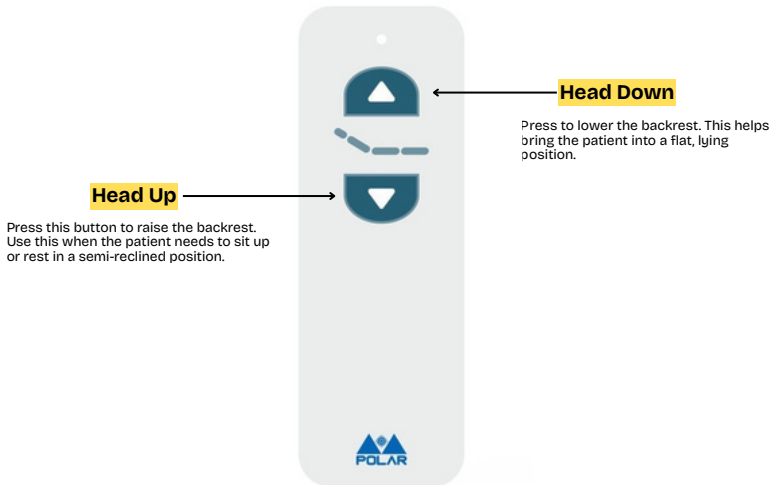 Head Down
Press to lower the backrest. This helps
bring the patient into a flat, lying
position.
Head Up
Press this button to raise the backrest.
Use this when the patient needs to sit up
or rest in a semi-reclined position.
POLAR